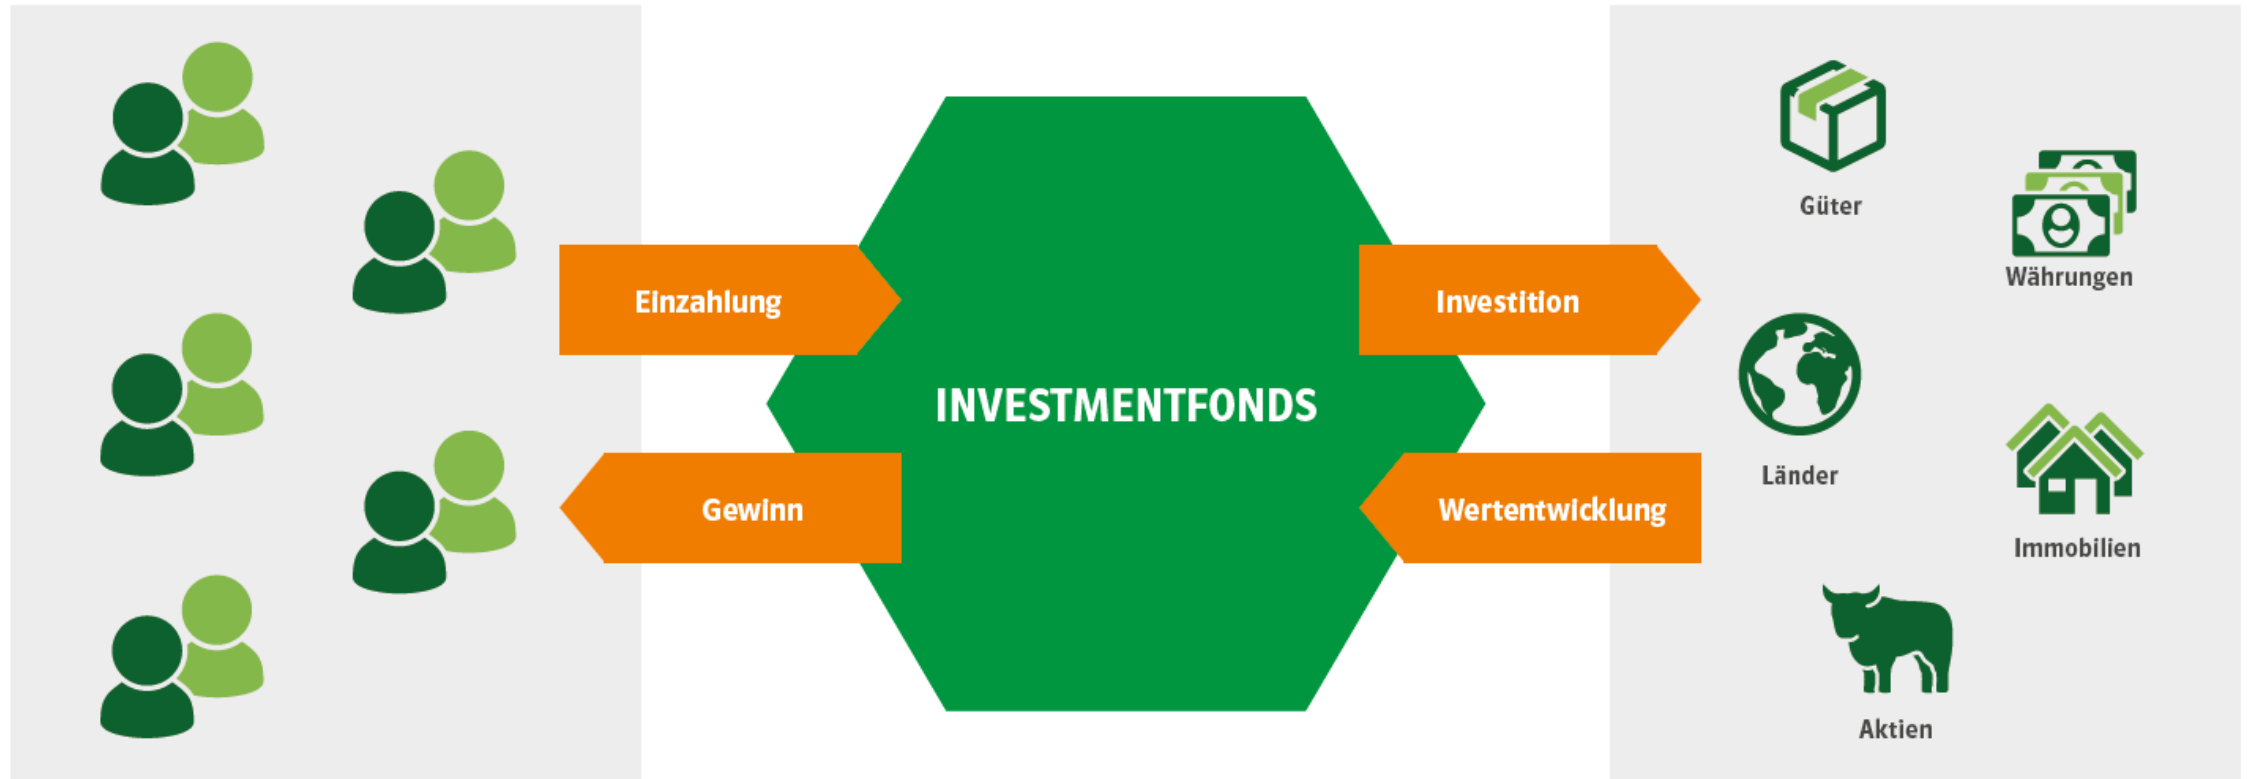 Einzahlung
Gewinn
INVESTMENTFONDS
Investition
Wertentwicklung
Güter
Währungen
Länder
Immobilien
Aktien